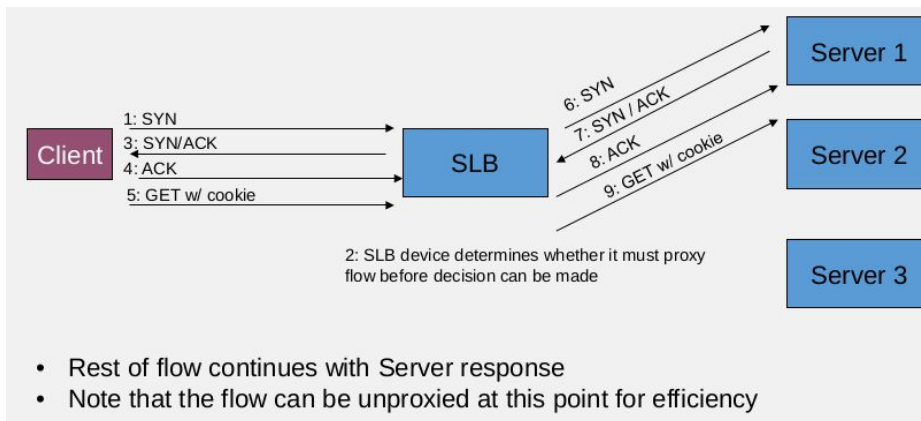 Server 1
6: SYN
7: SYN / ACK
1: SYN
3: SYN/ACK
Client
4: ACK
SLB
8: ACK
Server 2
5: GET w/ cookie
9: GET w/ cookie
2: SLB device determines whether it must proxy
flow before decision can be made
Server 3
• Rest of flow continues with Server response
• Note that the flow can be unproxied at this point for efficiency